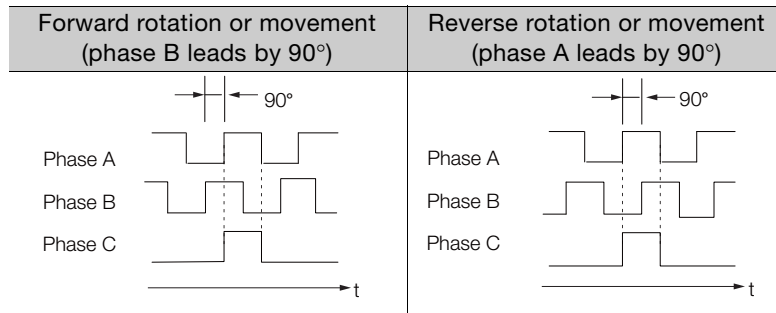 Forward rotation or movement
(phase B leads by 90°)
90°
Phase A
Phase B
Phase C
t
Reverse rotation or movement
(phase A leads by 90°)
90°
Phase A
Phase B
Phase C
t